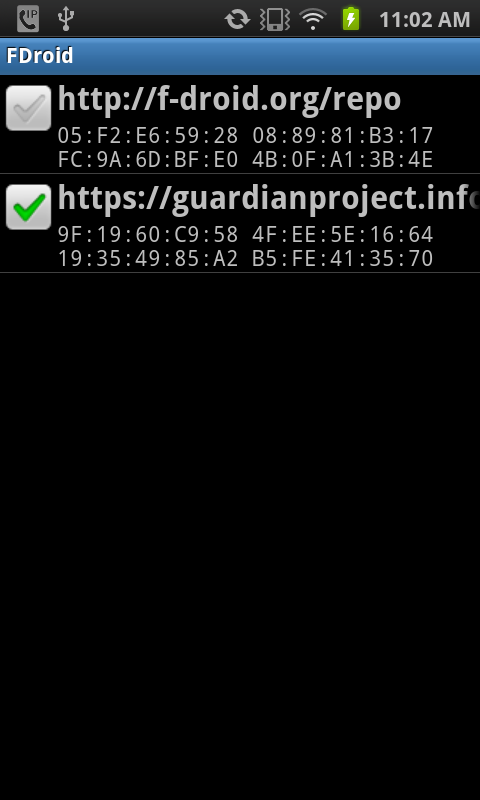 IP
11:02 AM
FDroid
http://f-droid.org/repo
05:F2:E6:59:28 08:89:81:B3:17
FC:9A:6D:BF:E0 4B:0F:A1:3B:4E
https://guardianproject.info
9F:19:60:C9:58 4F:EE:5E:16:64
19:35:49:85:A2 B5:FE:41:35:70